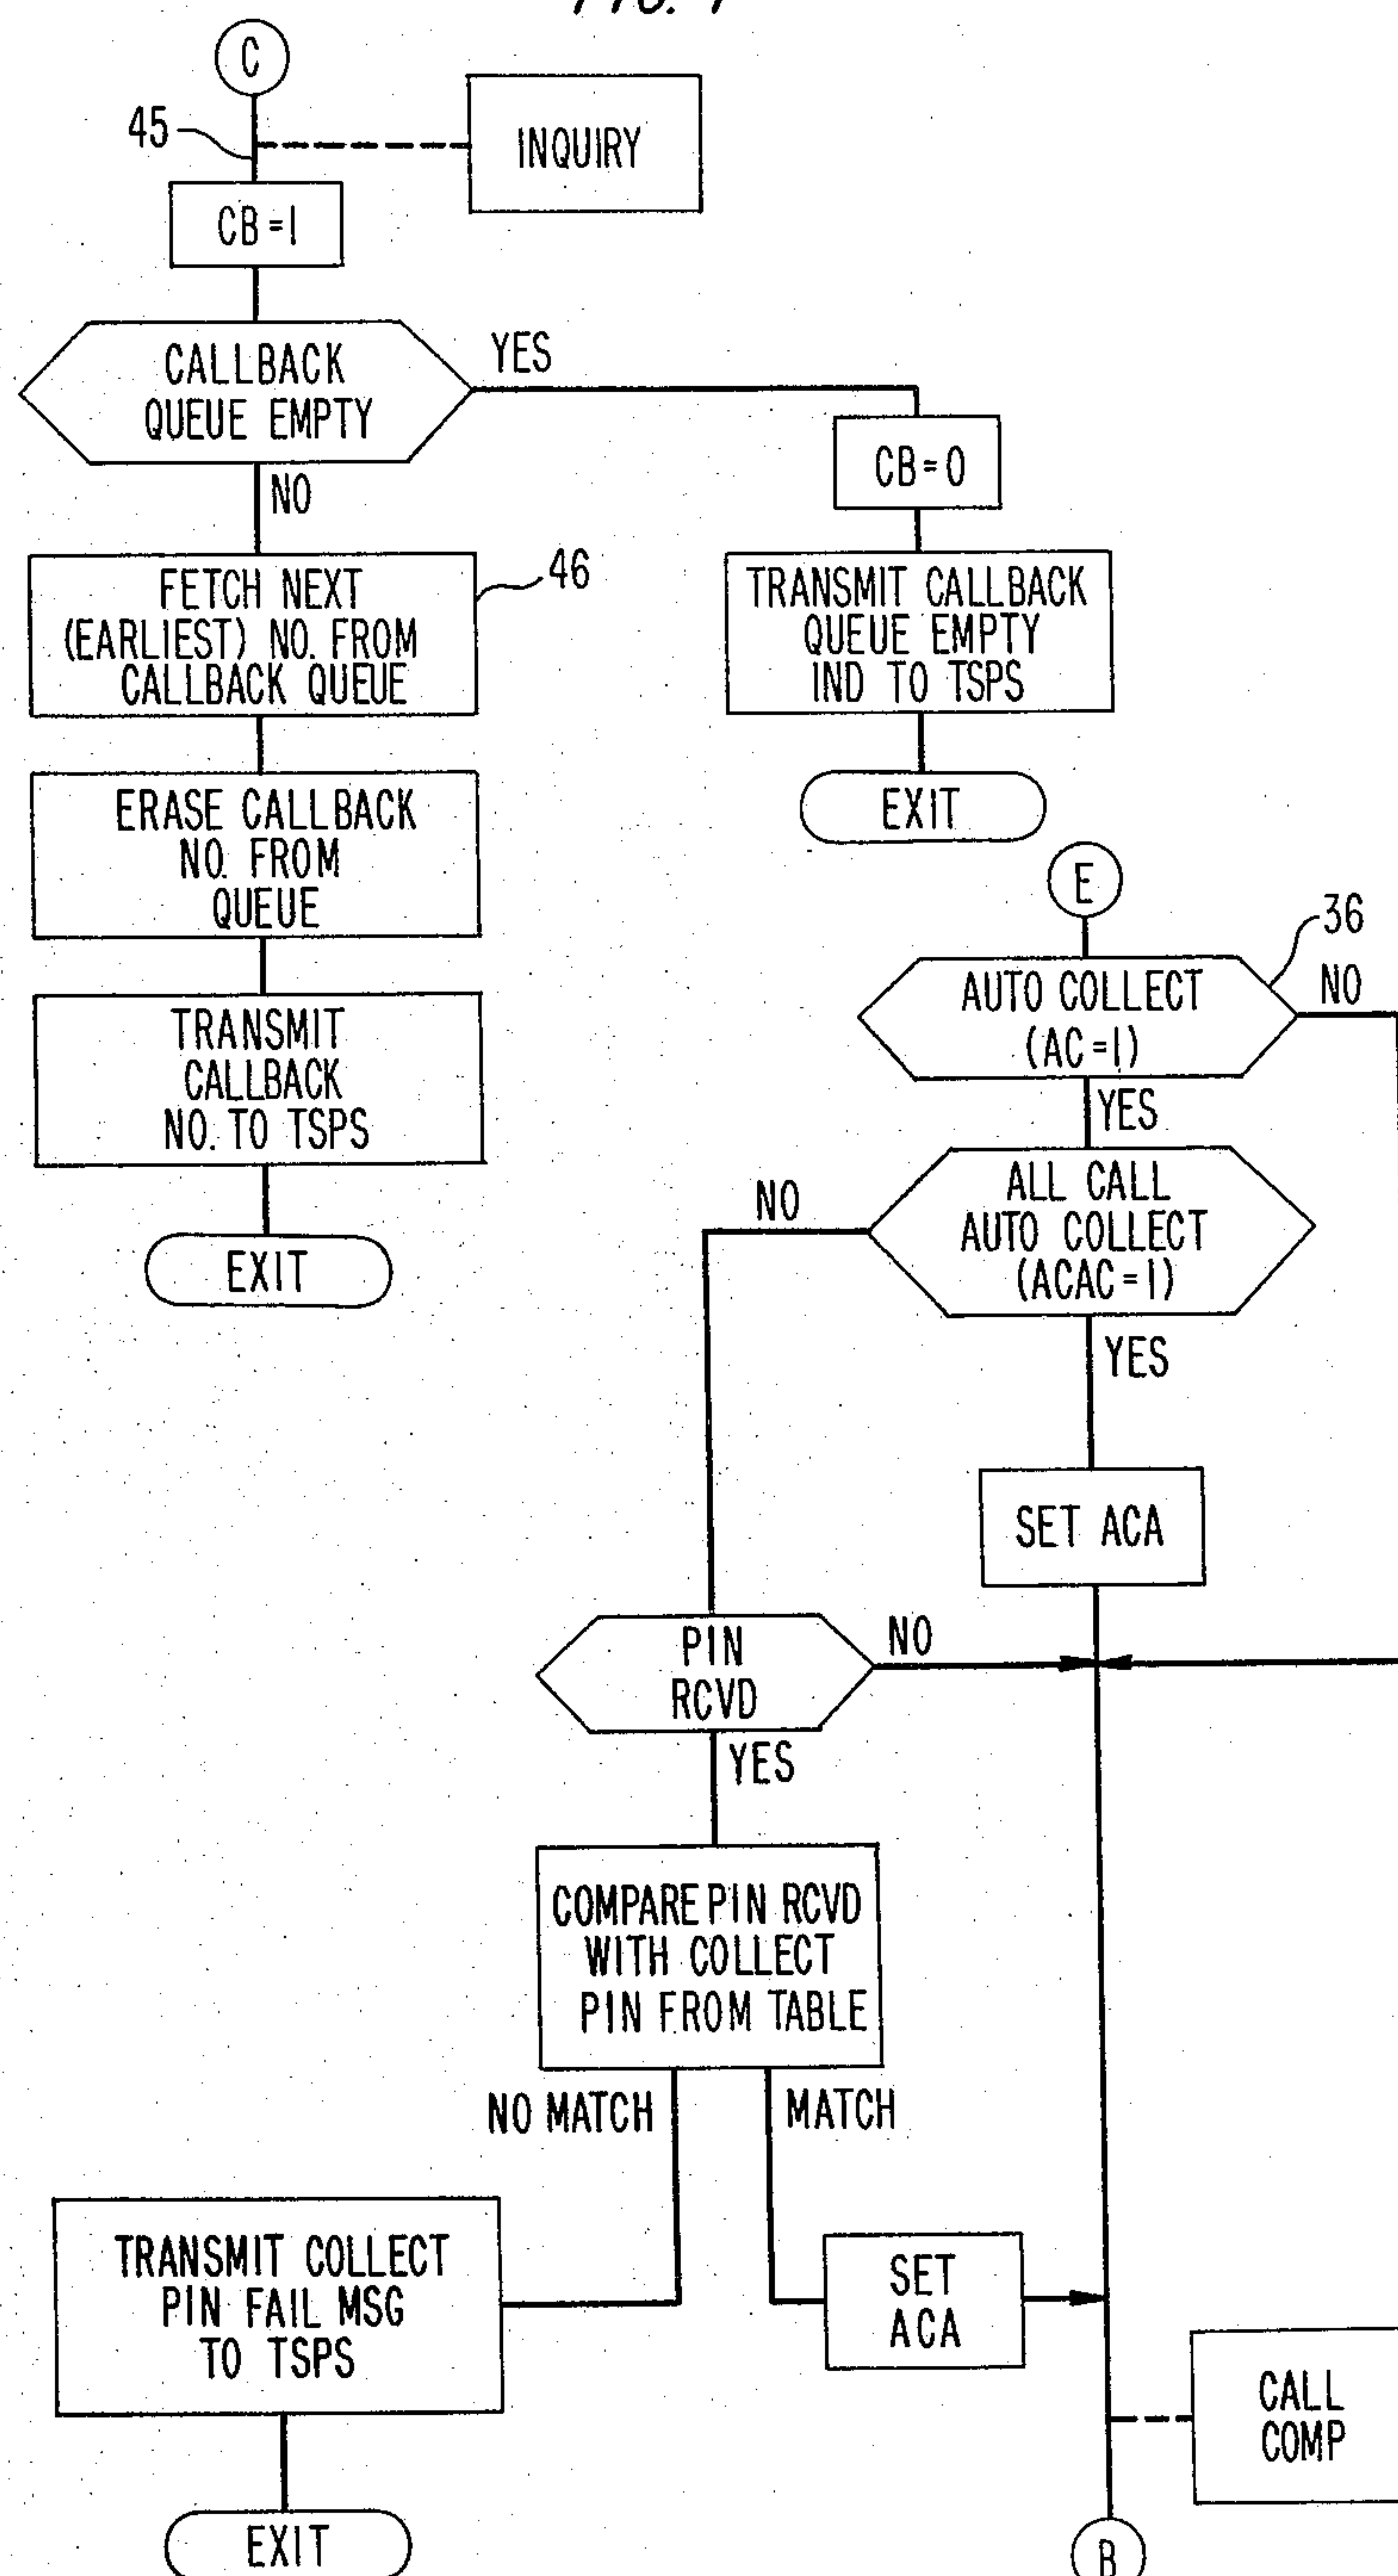 C
45
INQUIRY
CB=1
CALLBACK
QUEUE EMPTY
YES
NO
CB=0
FETCH NEXT
(EARLIEST) NO. FROM
CALLBACK QUEUE
46
TRANSMIT CALLBACK
QUEUE EMPTY
IND TO TSPS
EXIT
ERASE CALLBACK
NO. FROM
QUEUE
TRANSMIT
CALLBACK
NO. TO TSPS
EXIT
E
36
AUTO COLLECT
(AC=1)
NO
YES
ALL CALL
AUTO COLLECT
(ACAC=1)
NO
YES
SET ACA
PIN
RCVD
NO
YES
COMPARE PIN RCVD
WITH COLLECT
PIN FROM TABLE
NO MATCH
MATCH
TRANSMIT COLLECT
PIN FAIL MSG
TO TSPS
SET
ACA
CALL
COMP
EXIT
B